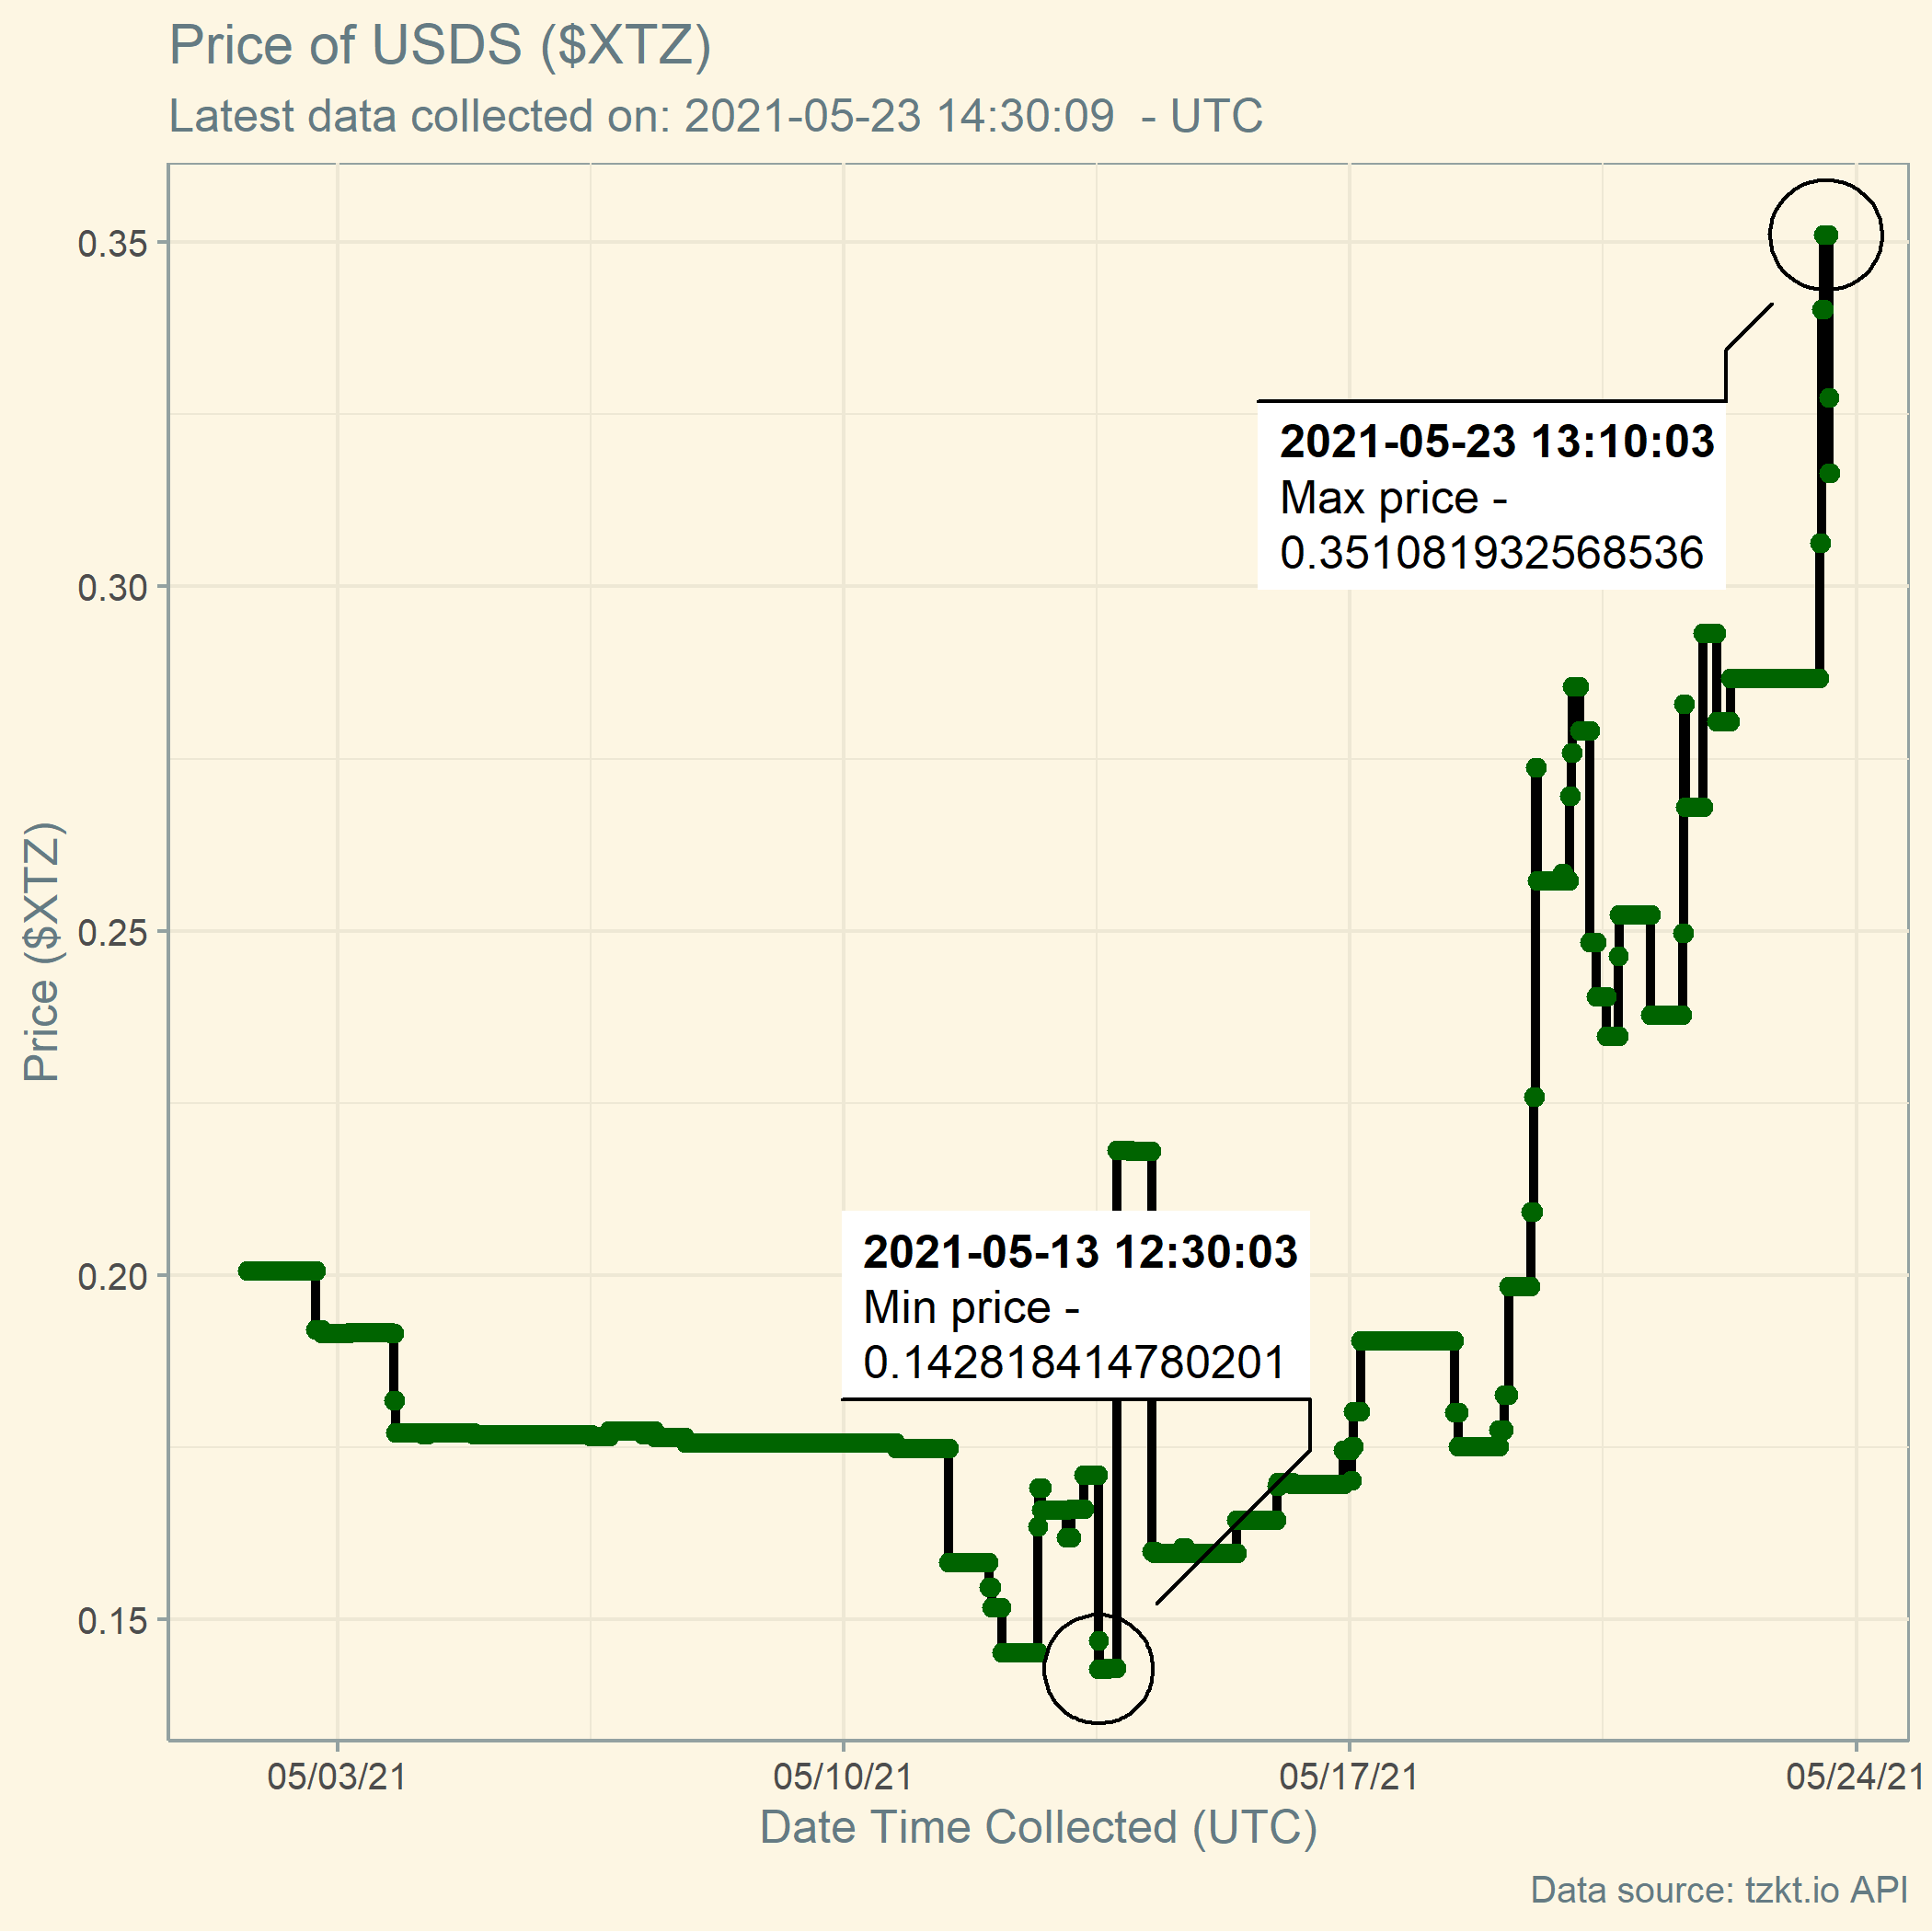 Price of USDS ($XTZ)
Latest data collected on: 2021-05-23 14:30:09  - UTC
Price ($XTZ)
0.35
0.30
0.25
0.20
0.15
2021-05-23 13:10:03
Max price -
0.351081932568536
2021-05-13 12:30:03
Min price -
0.142818414780201
05/03/21
05/10/21
05/17/21
05/24/21
Date Time Collected (UTC)
Data source: tzkt.io API